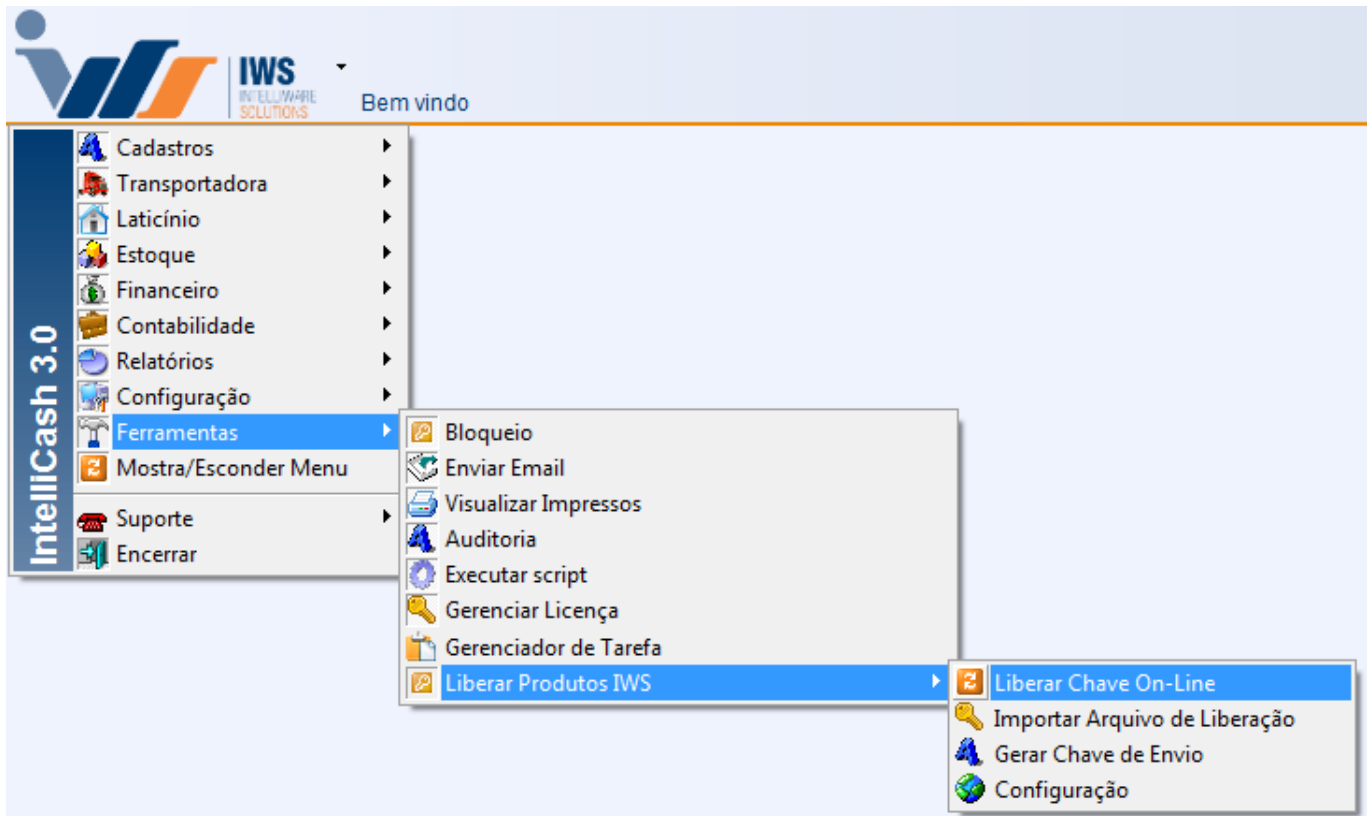 IWS
INTELLIWARE
SOLUTIONS
Bem vindo
IntelliCash 3.0
Cadastros
Transportadora
Laticínio
Estoque
Financeiro
Contabilidade
Relatórios
Configuração
Ferramentas
Mostra/Esconder Menu
Suporte
Encerrar
Bloqueio
Enviar Email
Visualizar Impressos
Auditoria
Executar script
Gerenciar Licença
Gerenciador de Tarefa
Liberar Produtos IWS
Liberar Chave On-Line
Importar Arquivo de Liberação
Gerar Chave de Envio
Configuração